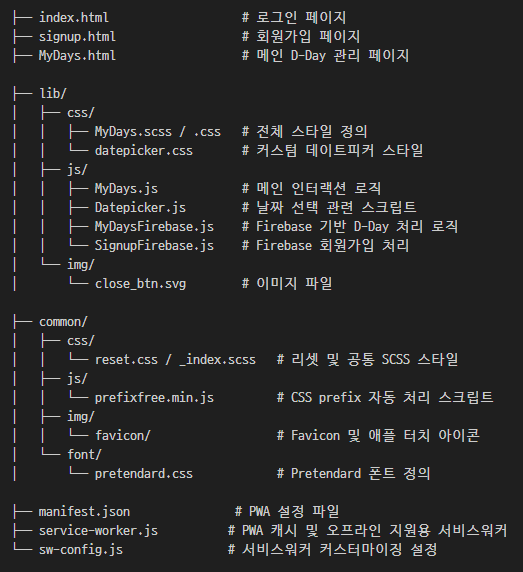 ├── index.html                   # 로그인 페이지
├── signup.html                  # 회원가입 페이지
├── MyDays.html                  # 메인 D-Day 관리 페이지
├── lib/
│   ├── css/
│   │   ├── MyDays.scss / .css   # 전체 스타일 정의
│   │   └── datepicker.css       # 커스텀 데이트피커 스타일
│   ├── js/
│   │   ├── MyDays.js            # 메인 인터랙션 로직
│   │   ├── Datepicker.js        # 날짜 선택 관련 스크립트
│   │   ├── MyDaysFirebase.js    # Firebase 기반 D-Day 처리 로직
│   │   └── SignupFirebase.js    # Firebase 회원가입 처리
│   └── img/
│       └── close_btn.svg        # 이미지 파일
├── common/
│   ├── css/
│   │   └── reset.css / _index.scss   # 리셋 및 공통 SCSS 스타일
│   ├── js/
│   │   └── prefixfree.min.js         # CSS prefix 자동 처리 스크립트
│   ├── img/
│   │   └── favicon/                  # Favicon 및 애플 터치 아이콘
│   └── font/
│       └── pretendard.css            # Pretendard 폰트 정의
├── manifest.json               # PWA 설정 파일
├── service-worker.js          # PWA 캐시 및 오프라인 지원용 서비스워커
└── sw-config.js               # 서비스워커 커스터마이징 설정